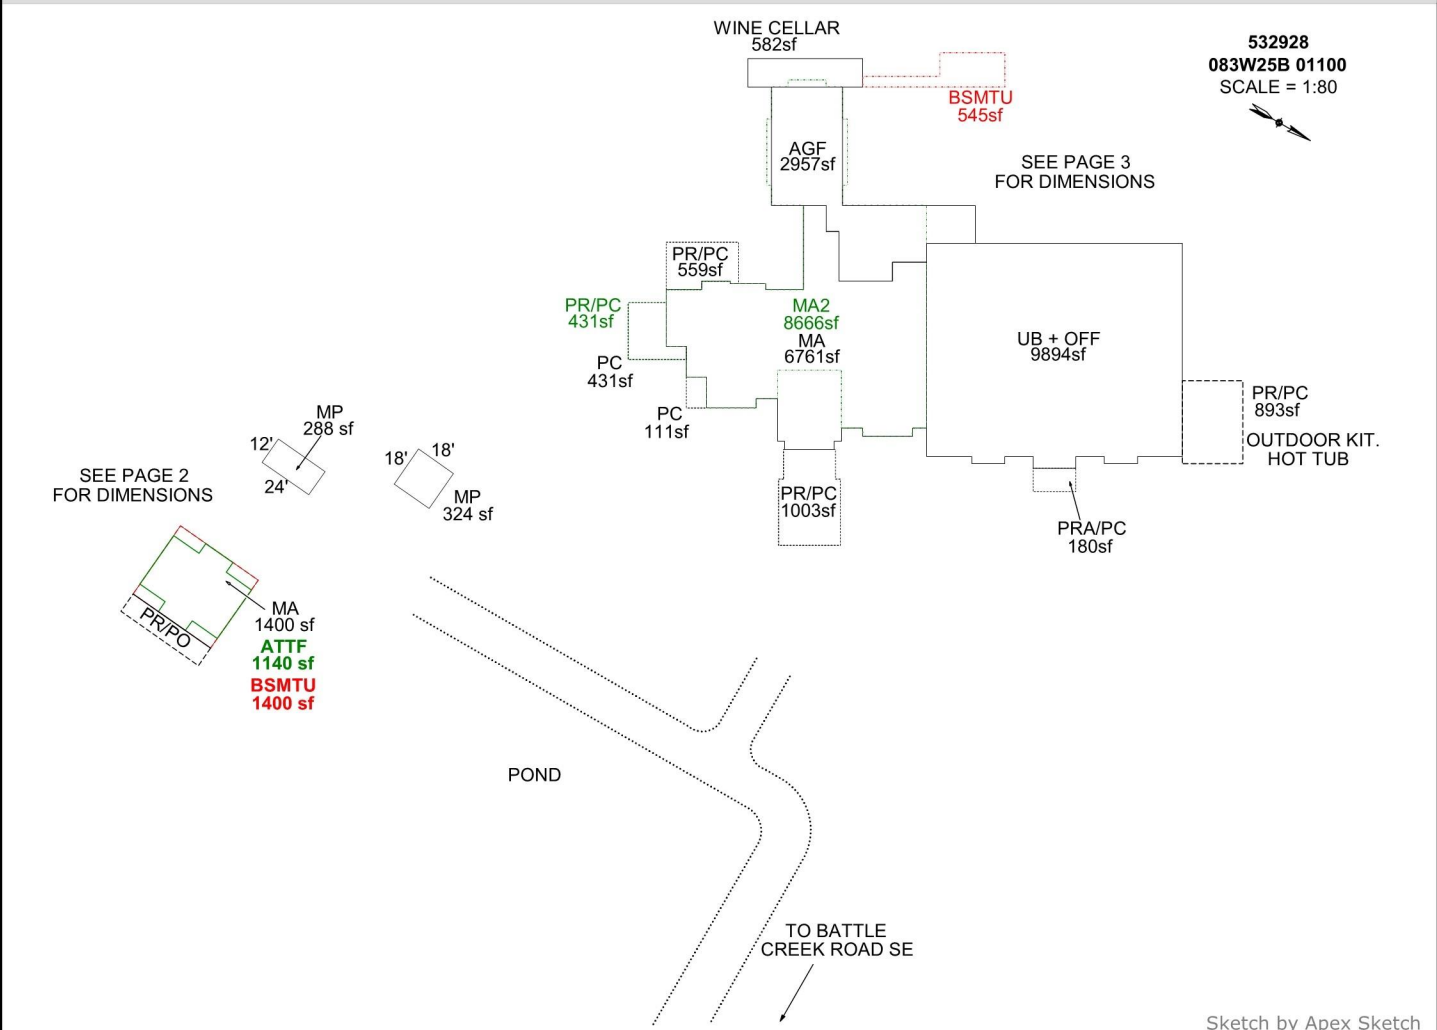 WINE CELLAR
582sf
532928
083W25B 01100
SCALE = 1:80
BSMTU
545sf
AGF
2957sf
SEE PAGE 3
FOR DIMENSIONS
PR/PC
559sf
PR/PC
431sf
MA2
8666sf
MA
6761sf
UB + OFF
9894sf
PC
431sf
PC
111sf
PR/PC
893sf
OUTDOOR KIT.
HOT TUB
MP
288 sf
12'
24'
18'
18'
MP
324 sf
SEE PAGE 2
FOR DIMENSIONS
PR/PC
1003sf
PRA/PC
180sf
MA
1400 sf
PR/PO
ATTF
1140 sf
BSMTU
1400 sf
POND
TO BATTLE
CREEK ROAD SE
Sketch by Apex Sketch